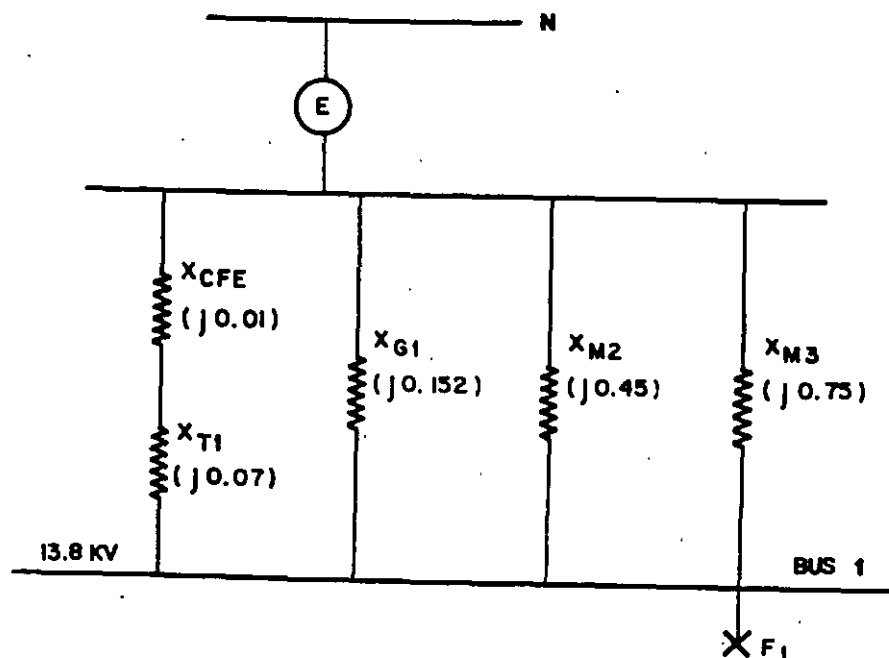 N
E
XCFE
(j0.01)
XG1
(j0.152)
XM2
(j0.45)
XM3
(j0.75)
XT1
(j0.07)
13.8 KV
BUS 1
F1